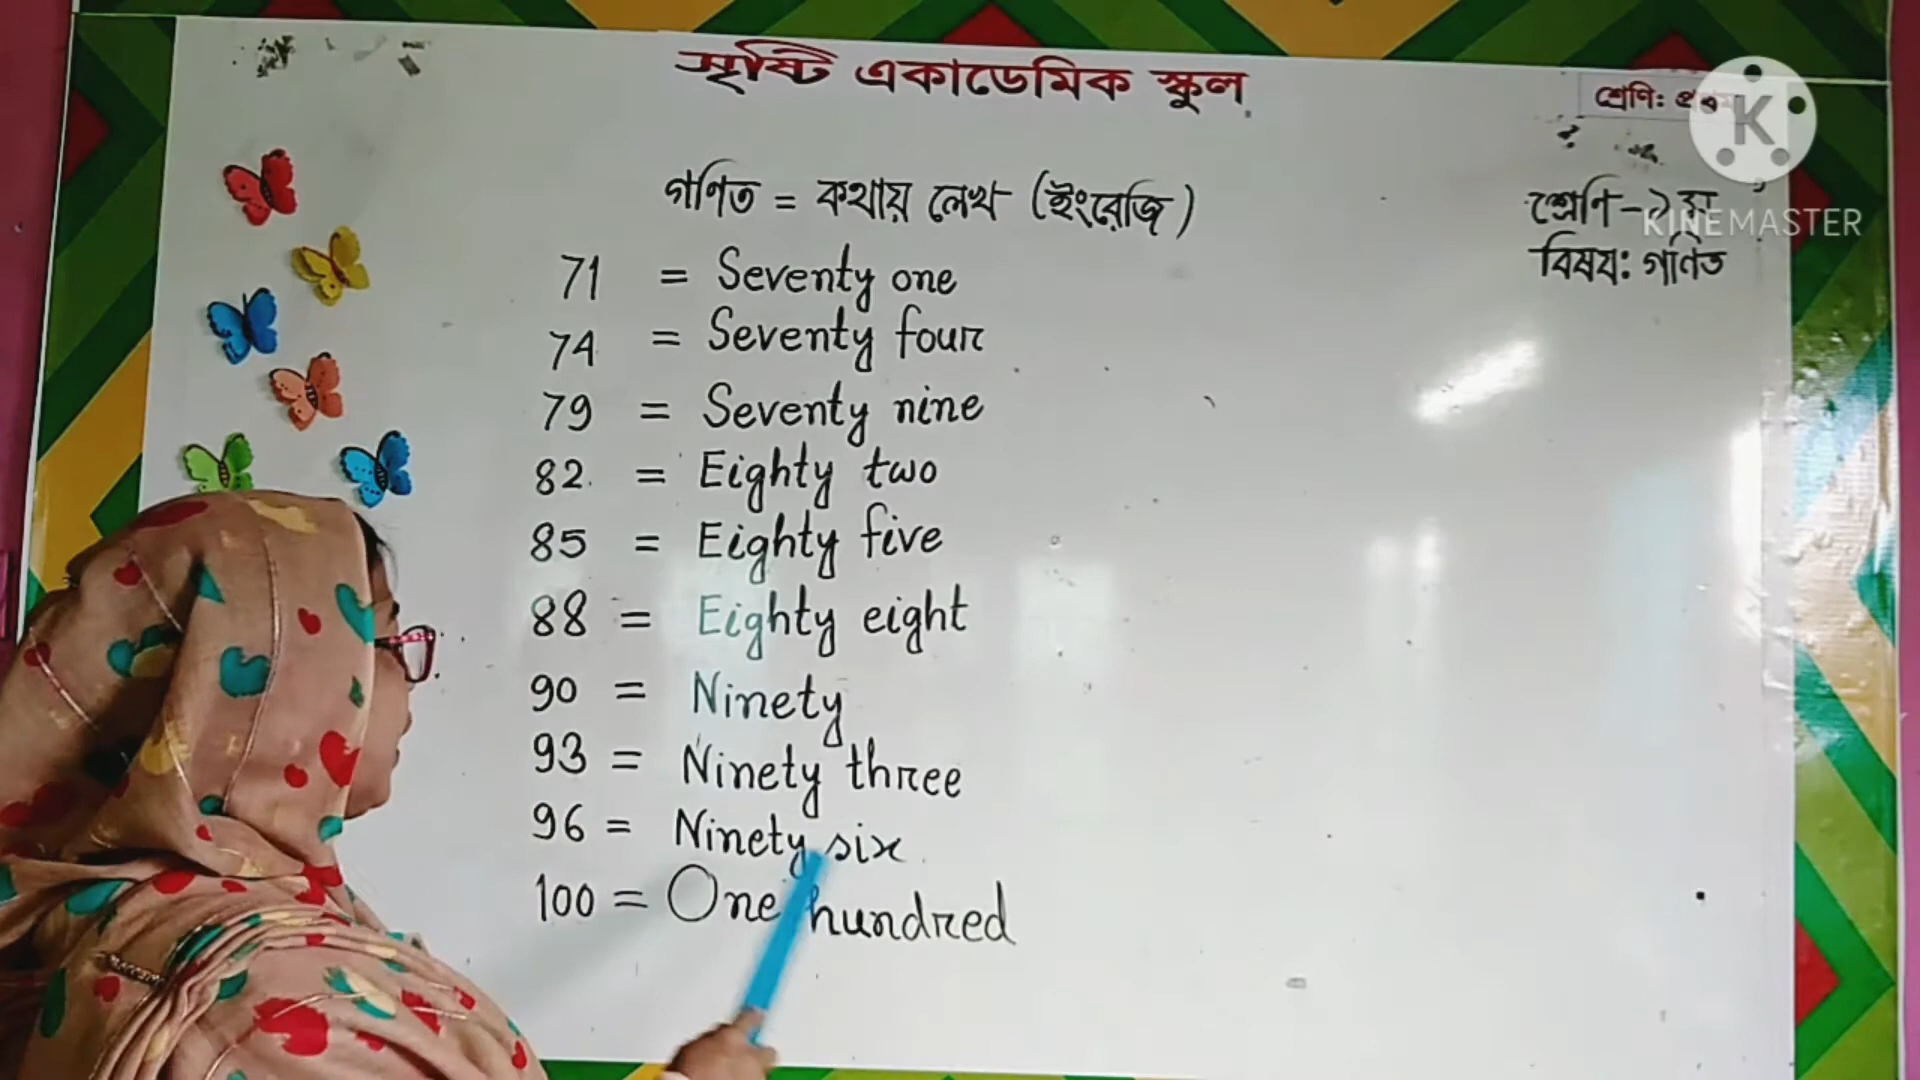 সৃষ্টি একাডেমিক স্কুল
শ্রেণি:
K
KINEMASTER
শ্রেণি-১ম
বিষয়: গণিত
গণিত = কথায় লেখ (ইংরেজি)
71 = Seventy one
74 = Seventy four
79 = Seventy nine
82 = Eighty two
85 = Eighty five
88 = Eighty eight
90 = Ninety
93 = Ninety three
96 = Ninety six
100 = One hundred